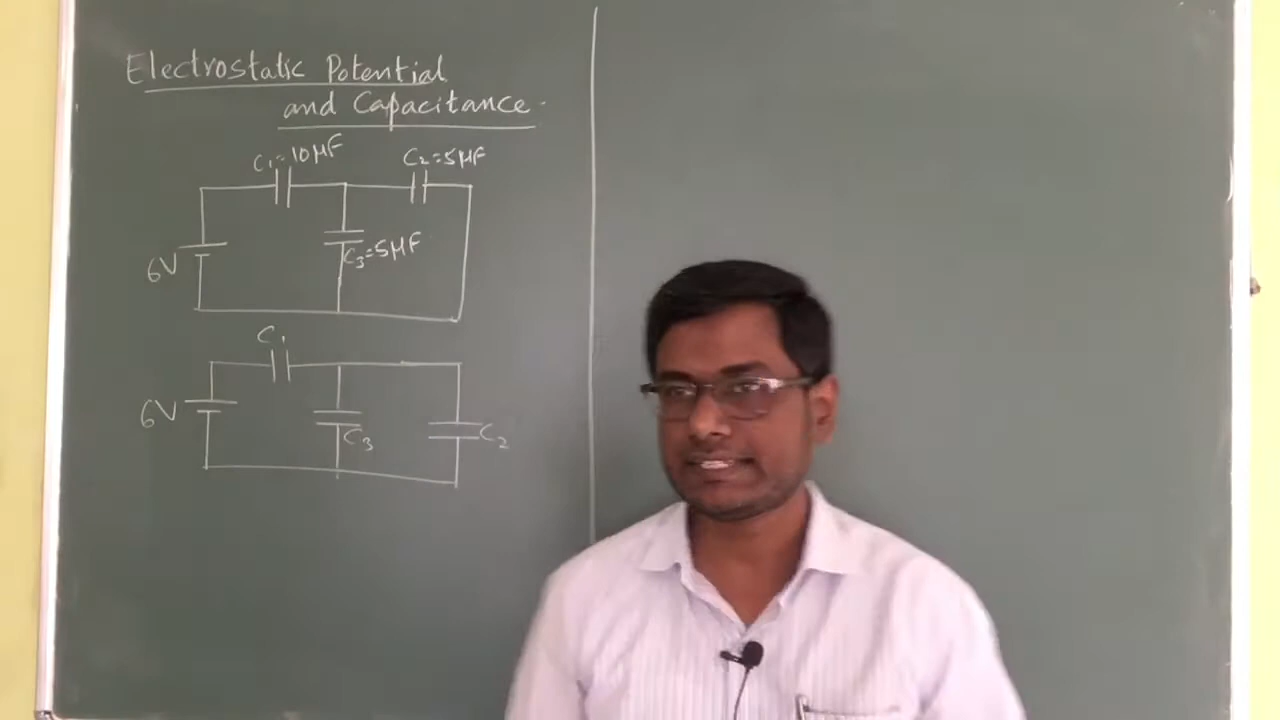 Electrostatic Potential
and Capacitance.
C₁=10μF
C₂=5μF
C₃=5μF
6V
C₁
6V
C₃
C₂